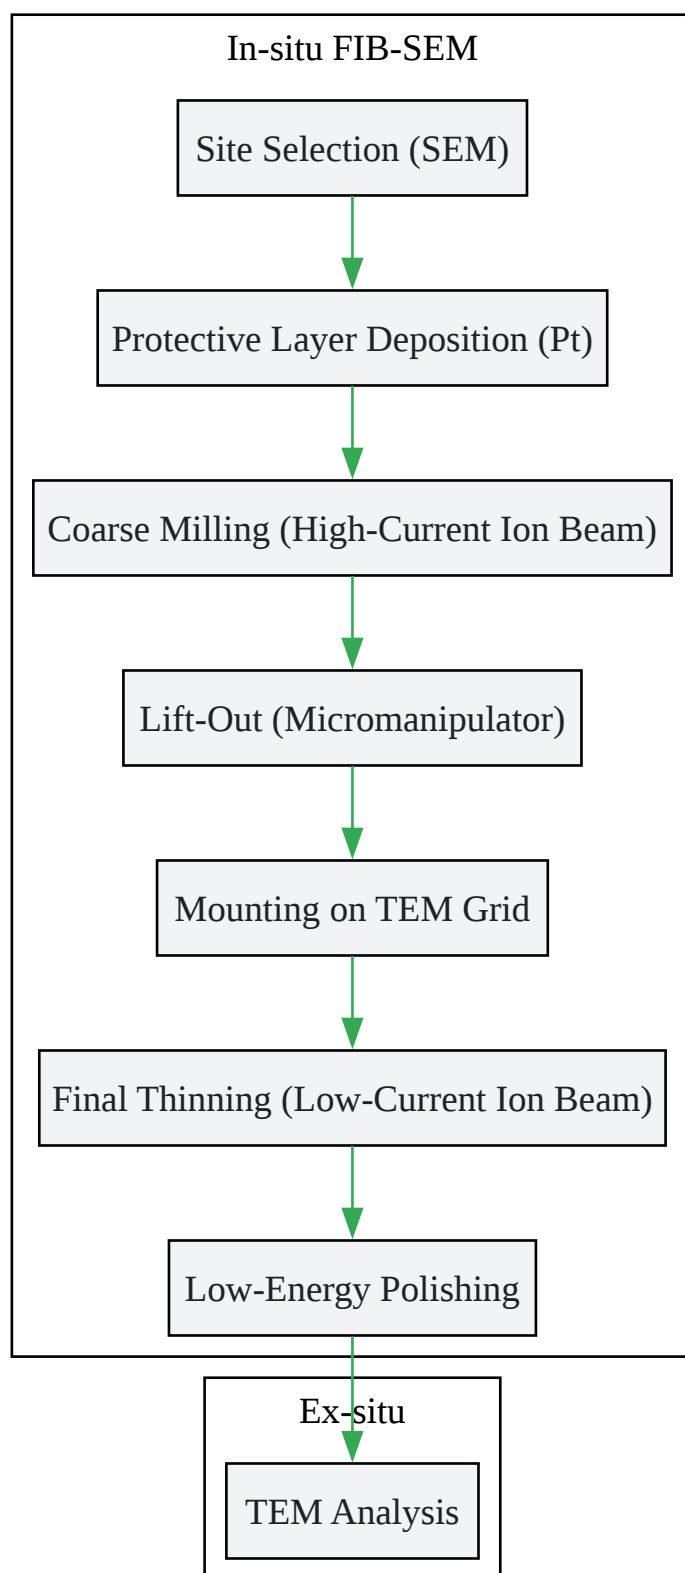 In-situ FIB-SEM
Site Selection (SEM)
Protective Layer Deposition (Pt)
Coarse Milling (High-Current Ion Beam)
Lift-Out (Micromanipulator)
Mounting on TEM Grid
Final Thinning (Low-Current Ion Beam)
Low-Energy Polishing
Ex-situ
TEM Analysis